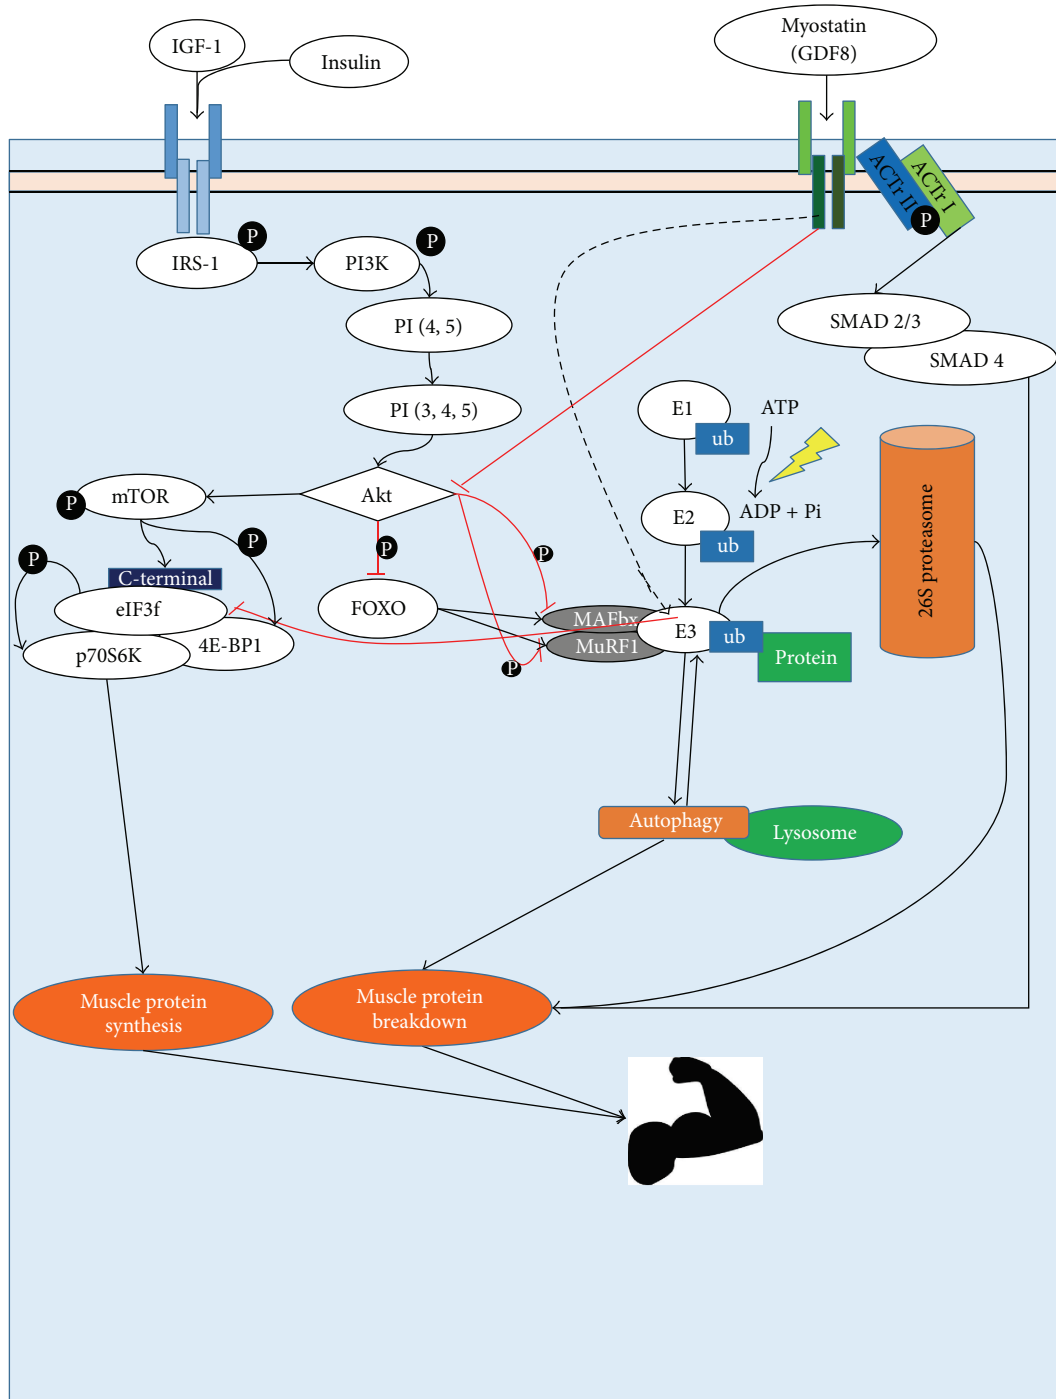 IGF-1
Insulin
Myostatin
(GDF8)
ACTr II
ACTr I
P
P
IRS-1
P
PI3K
PI (4, 5)
SMAD 2/3
SMAD 4
PI (3, 4, 5)
E1
ub
ATP
P
mTOR
Akt
E2
ub
ADP + Pi
26S proteasome
P
P
P
P
C-terminal
eIF3f
4E-BP1
p70S6K
FOXO
MAFbx
MuRF1
P
E3
ub
Protein
Autophagy
Lysosome
Muscle protein
synthesis
Muscle protein
breakdown